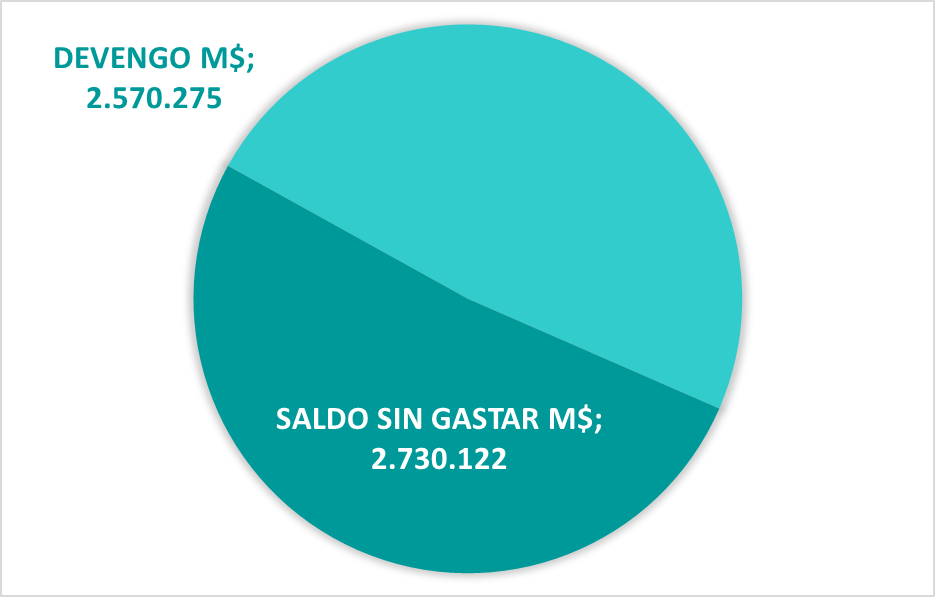 DEVENGO M$;
2.570.275
SALDO SIN GASTAR M$;
2.730.122